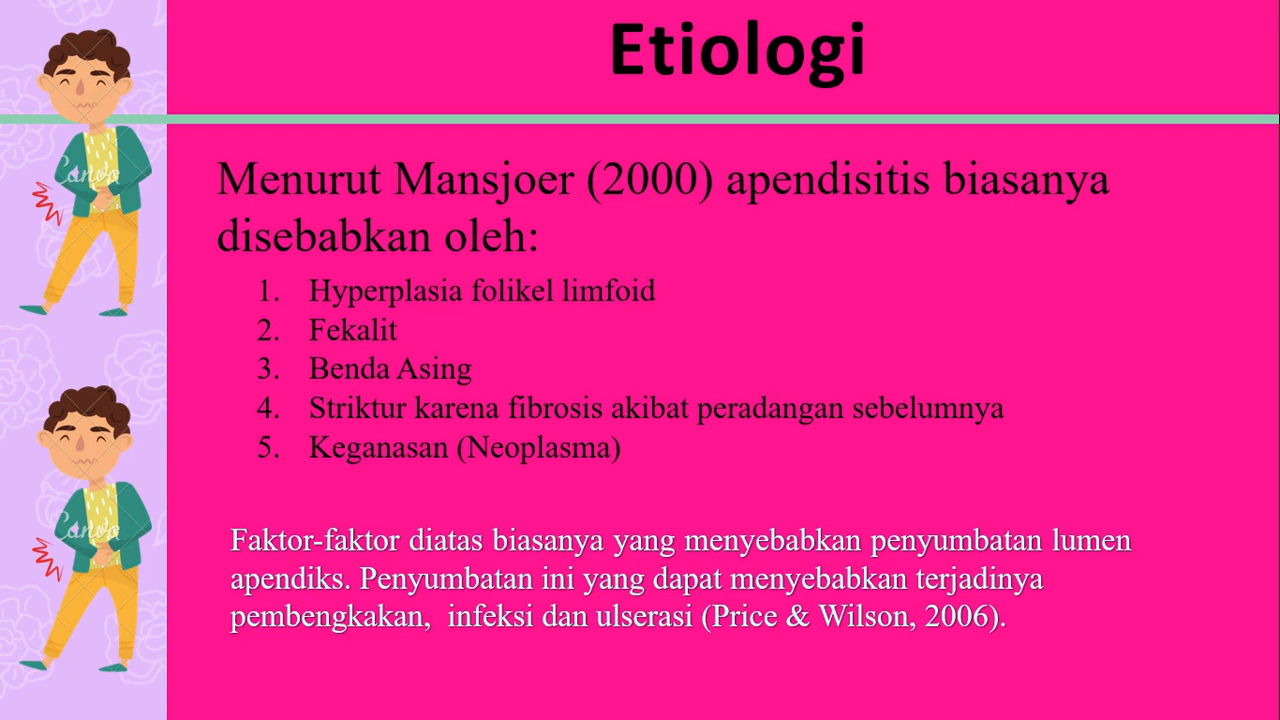 Etiologi
Menurut Mansjoer (2000) apendisitis biasanya
disebabkan oleh:
1. Hyperplasia folikel limfoid
2. Fekalit
3. Benda Asing
4. Striktur karena fibrosis akibat peradangan sebelumnya
5. Keganasan (Neoplasma)
Faktor-faktor diatas biasanya yang menyebabkan penyumbatan lumen
apendiks. Penyumbatan ini yang dapat menyebabkan terjadinya
pembengkakan,  infeksi dan ulserasi (Price & Wilson, 2006).
Canva
Canva